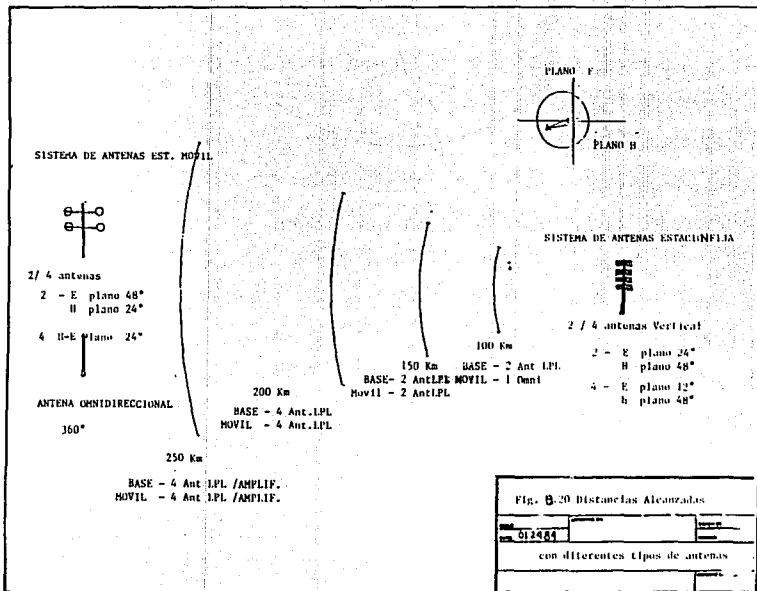 PLANO F
PLANO H
SISTEMA DE ANTENAS EST. MOVIL
2/ 4 antenas
2 - E plano 48°
H plano 24°
4 H-E plano 24°
ANTENA OMNIDIRECCIONAL
360°
250 Km
BASE - 4 Ant LPL /AMPLIF.
MOVIL - 4 Ant LPL /AMPLIF.
200 Km
BASE - 4 Ant.LPL
MOVIL - 4 Ant.LPL
150 Km
BASE- 2 Ant LPL
Movil - 2 AntLPL
100 Km
BASE - 2 Ant LPL
MOVIL - 1 Omni
SISTEMA DE ANTENAS ESTACIONFIJA
2 / 4 antenas Vertical
2 - E plano 24°
H plano 48°
4 - E plano 12°
h plano 48°
Fig. B.20 Distancias Alcanzadas
012484
con diferentes tipos de antenas